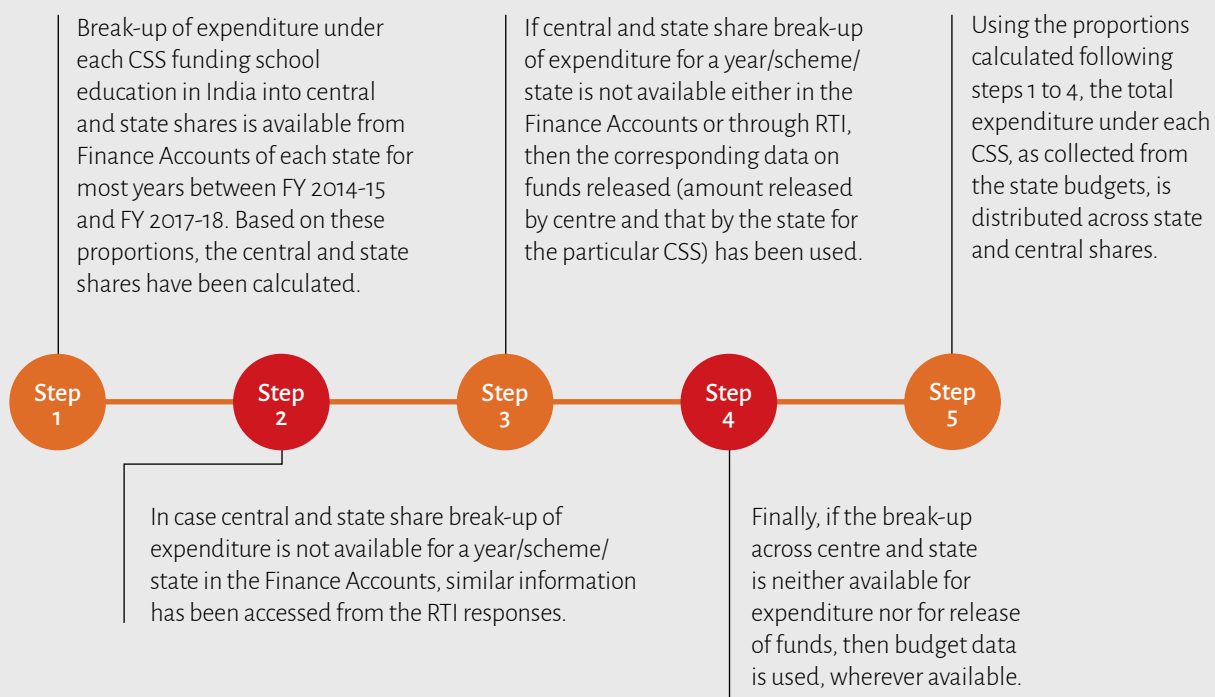 Break-up of expenditure under
each CSS funding school
education in India into central
and state shares is available from
Finance Accounts of each state for
most years between FY 2014-15
and FY 2017-18. Based on these
proportions, the central and state
shares have been calculated.
If central and state share break-up
of expenditure for a year/scheme/
state is not available either in the
Finance Accounts or through RTI,
then the corresponding data on
funds released (amount released
by centre and that by the state for
the particular CSS) has been used.
Using the proportions
calculated following
steps 1 to 4, the total
expenditure under each
CSS, as collected from
the state budgets, is
distributed across state
and central shares.
Step
1
Step
2
Step
3
Step
4
Step
5
In case central and state share break-up of
expenditure is not available for a year/scheme/
state in the Finance Accounts, similar information
has been accessed from the RTI responses.
Finally, if the break-up
across centre and state
is neither available for
expenditure nor for release
of funds, then budget data
is used, wherever available.